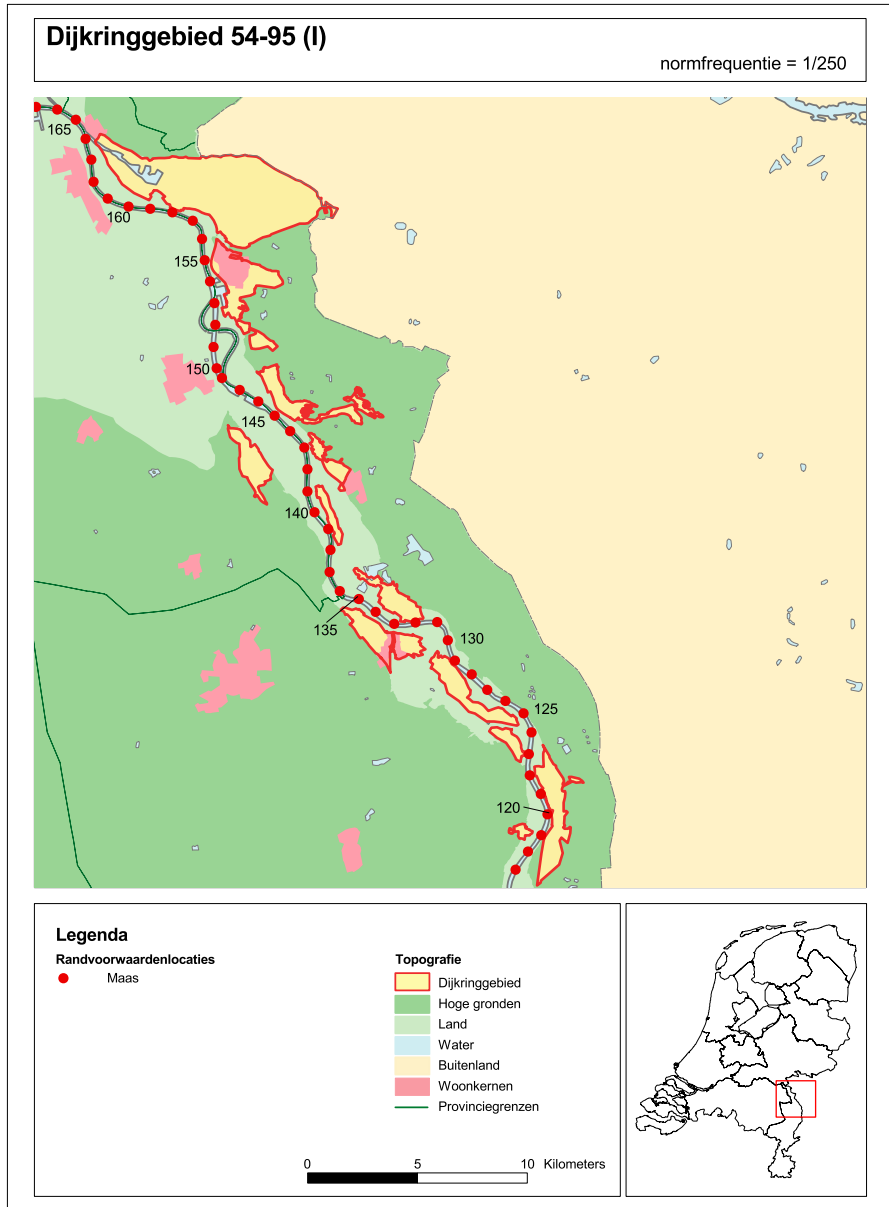 Dijkringgebied 54-95 (I)
normfrequentie = 1/250
165
160
155
150
145
140
135
130
125
120
Legenda
Randvoorwaardenlocaties
Maas
Topografie
Dijkringgebied
Hoge gronden
Land
Water
Buitenland
Woonkernen
Provinciegrenzen
0 5 10 Kilometers